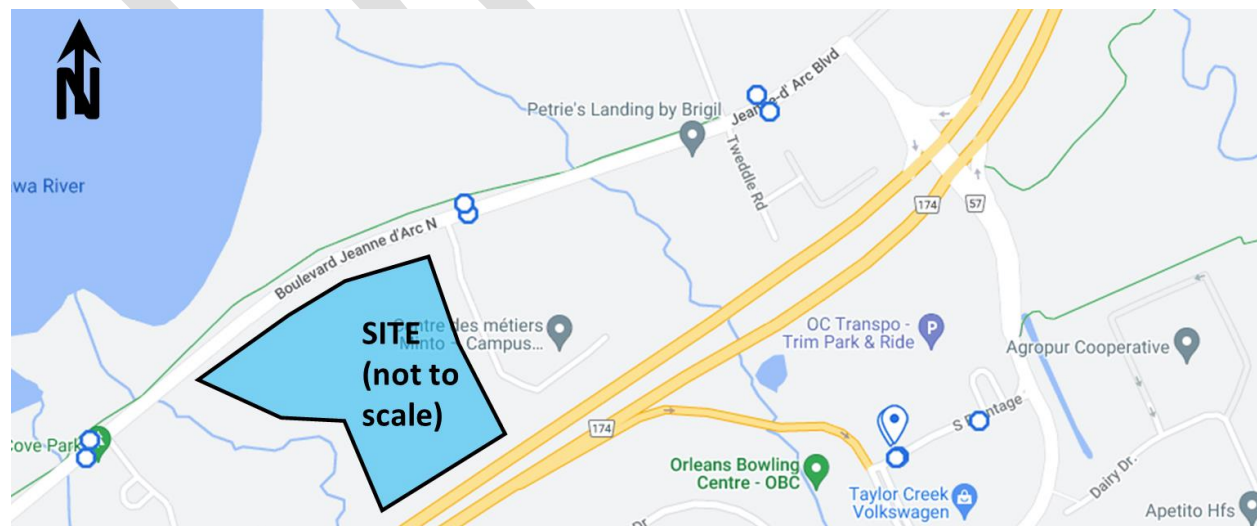 N
Petrie's Landing by Brigil
Jeanne-d'Arc Blvd
Tweddle Rd
wa River
174
57
Boulevard Jeanne d'Arc N
SITE
(not to
scale)
Centre des métiers
Minto - Campus...
OC Transpo -
Trim Park & Ride
Agropur Cooperative
174
S Frontage
Cove Park
Orleans Bowling
Centre - OBC
Taylor Creek
Volkswagen
Dairy Dr.
Apetito Hfs
Dr